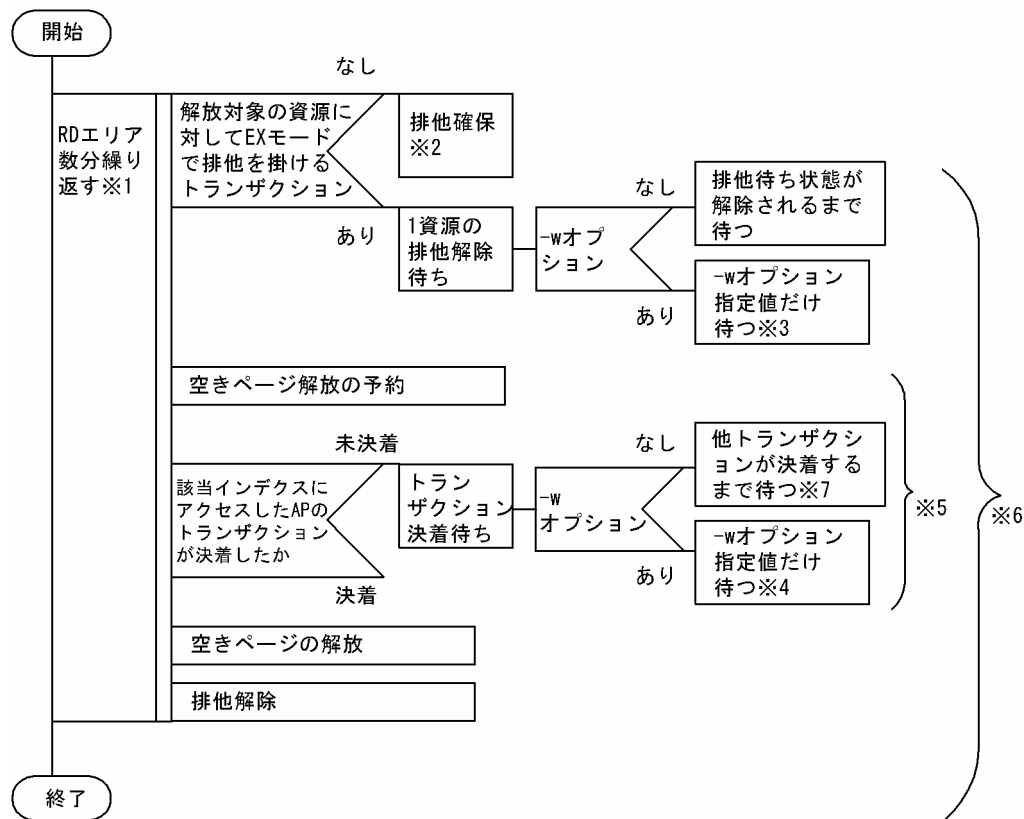 開始
なし
RDエリア
数分繰り
返す※1
解放対象の資源に
対してEXモード
で排他を掛ける
トランザクション
排他確保
※2
あり
1資源の
排他解除
待ち
-wオプ
ション
なし
排他待ち状態が
解除されるまで
待つ
あり
-wオプション
指定値だけ
待つ※3
空きページ解放の予約
未決着
該当インデクスに
アクセスしたAPの
トランザクション
が決着したか
決着
トラン
ザクション
決着待ち
-w
オプション
なし
他トランザクシ
ョンが決着する
まで待つ※7
あり
-wオプション
指定値だけ
待つ※4
※5
※6
空きページの解放
排他解除
終了